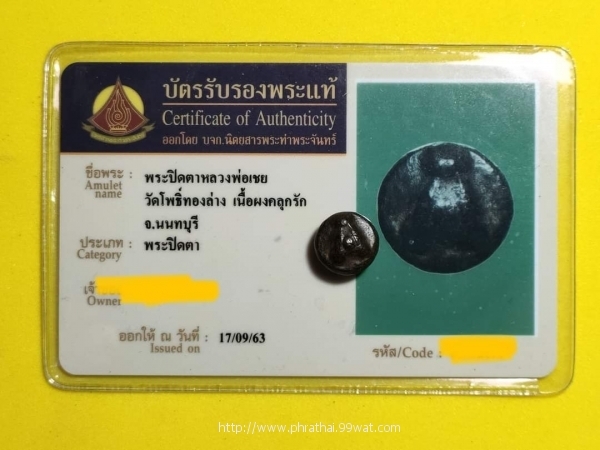 บัตรรับรองพระแท้
Certificate of Authenticity
ออกโดย บจก.นิตยสารพระท่าพระจันทร์
ชื่อพระ : พระปิดตาหลวงพ่อเชย
Amulet name
วัดโพธิ์ทองล่าง เนื้อผงคลุกรัก
จ.นนทบุรี
ประเภท : พระปิดตา
Category
Owner
ออกให้ ณ วันที่ : 17/09/63
Issued on
รหัส/Code :
http://www.phrathai.99wat.com